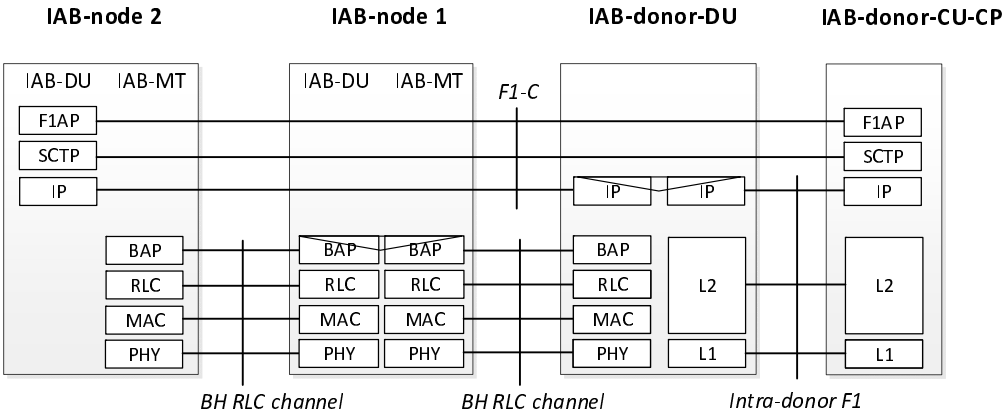 IAB-node 2 IAB-node 1 IAB-donor-DU IAB-donor-CU-CP
IAB-DU IAB-MT IAB-DU IAB-MT
F1-C
F1AP F1AP
SCTP SCTP
IP IP IP IP
BAP BAP BAP BAP
RLC RLC RLC RLC L2 L2
MAC MAC MAC MAC
PHY PHY PHY PHY L1 L1
BH RLC channel BH RLC channel Intra-donor F1